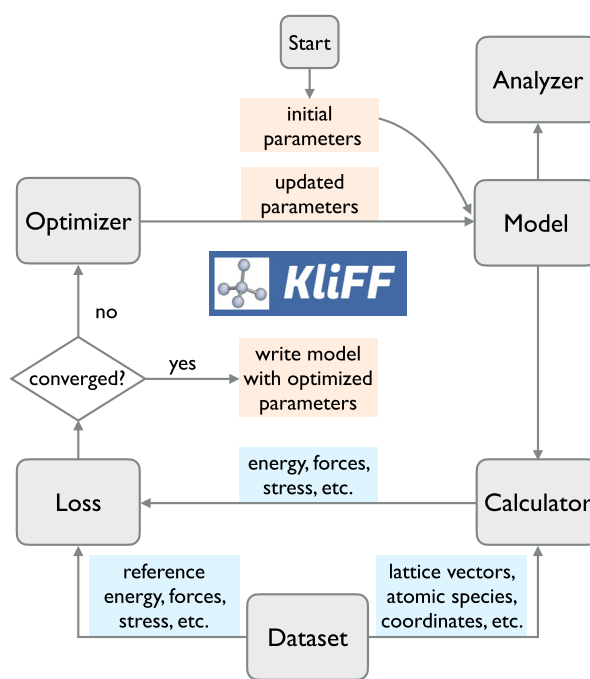 Start
Analyzer
initial
parameters
updated
parameters
Optimizer
Model
KliFF
no
converged?
yes
write model
with optimized
parameters
energy, forces,
stress, etc.
Loss
Calculator
reference
energy, forces,
stress, etc.
lattice vectors,
atomic species,
coordinates, etc.
Dataset